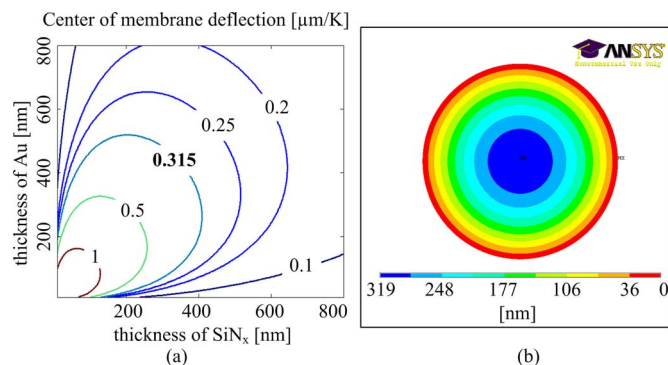 Center of membrane deflection [µm/K]
thickness of Au [nm]
800
600
400
200
0.2
0.25
0.315
0.5
1
0.1
200
400
600
800
thickness of SiNx [nm]
(a)
ANSYS
Noncommercial Use Only
MX
319
248
177
106
36
0
[nm]
(b)